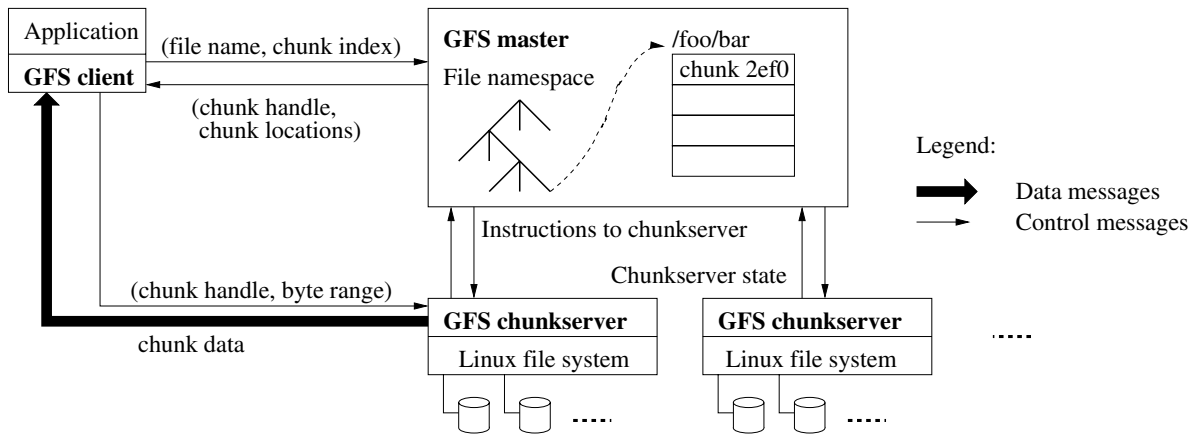 Application
GFS client
(file name, chunk index)
(chunk handle,
chunk locations)
GFS master
File namespace
/foo/bar
chunk 2ef0
Legend:
Data messages
Control messages
Instructions to chunkserver
Chunkserver state
(chunk handle, byte range)
chunk data
GFS chunkserver
Linux file system
GFS chunkserver
Linux file system